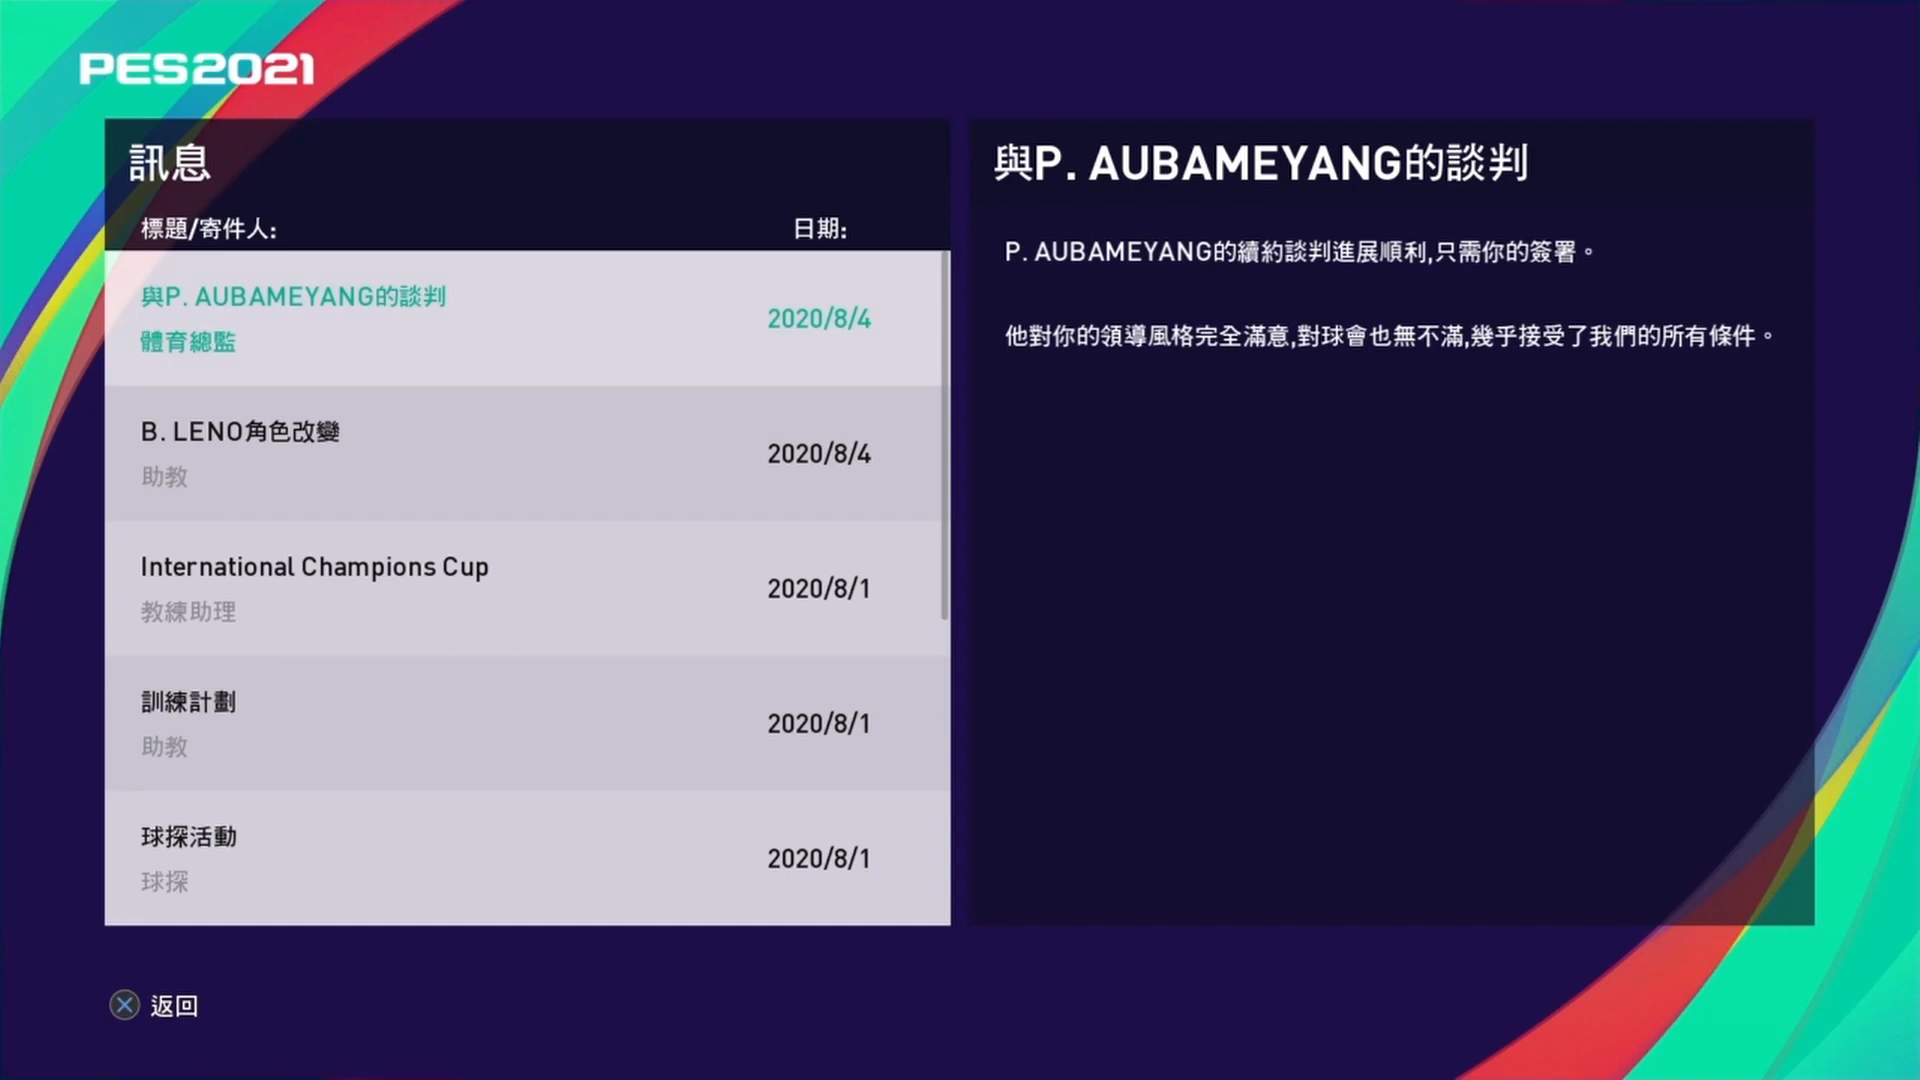 PES2021
訊息
標題/寄件人:
日期:
與P. AUBAMEYANG的談判
體育總監
2020/8/4
B. LENO角色改變
助教
2020/8/4
International Champions Cup
教練助理
2020/8/1
訓練計劃
助教
2020/8/1
球探活動
球探
2020/8/1
與P. AUBAMEYANG的談判
P. AUBAMEYANG的續約談判進展順利,只需你的簽署。
他對你的領導風格完全滿意,對球會也無不滿,幾乎接受了我們的所有條件。
返回